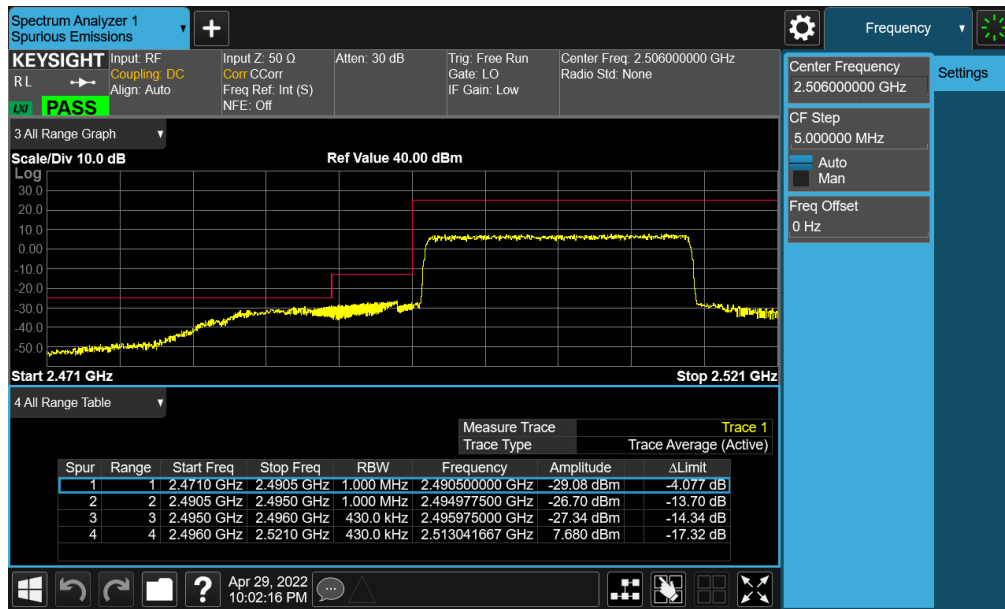 Spectrum Analyzer 1
Spurious Emissions
+
Frequency
KEYSIGHT Input: RF Input Z: 50 Ω Atten: 30 dB Trig: Free Run Center Freq: 2.506000000 GHz
RL Coupling: DC Corr CCorr Gate: LO Radio Std: None
Align: Auto Freq Ref: Int (S) IF Gain: Low
LXI PASS NFE: Off
Center Frequency
2.506000000 GHz
Settings
CF Step
5.000000 MHz
Auto
Man
Freq Offset
0 Hz
3 All Range Graph
Scale/Div 10.0 dB Ref Value 40.00 dBm
Log
30.0
20.0
10.0
0.00
-10.0
-20.0
-30.0
-40.0
-50.0
Start 2.471 GHz Stop 2.521 GHz
4 All Range Table
Measure Trace Trace 1
Trace Type Trace Average (Active)
Spur Range Start Freq Stop Freq RBW Frequency Amplitude ΔLimit
1 1 2.4710 GHz 2.4905 GHz 1.000 MHz 2.490500000 GHz -29.08 dBm -4.077 dB
2 2 2.4905 GHz 2.4950 GHz 1.000 MHz 2.494977500 GHz -26.70 dBm -13.70 dB
3 3 2.4950 GHz 2.4960 GHz 430.0 kHz 2.495975000 GHz -27.34 dBm -14.34 dB
4 4 2.4960 GHz 2.5210 GHz 430.0 kHz 2.513041667 GHz 7.680 dBm -17.32 dB
? Apr 29, 2022
10:02:16 PM